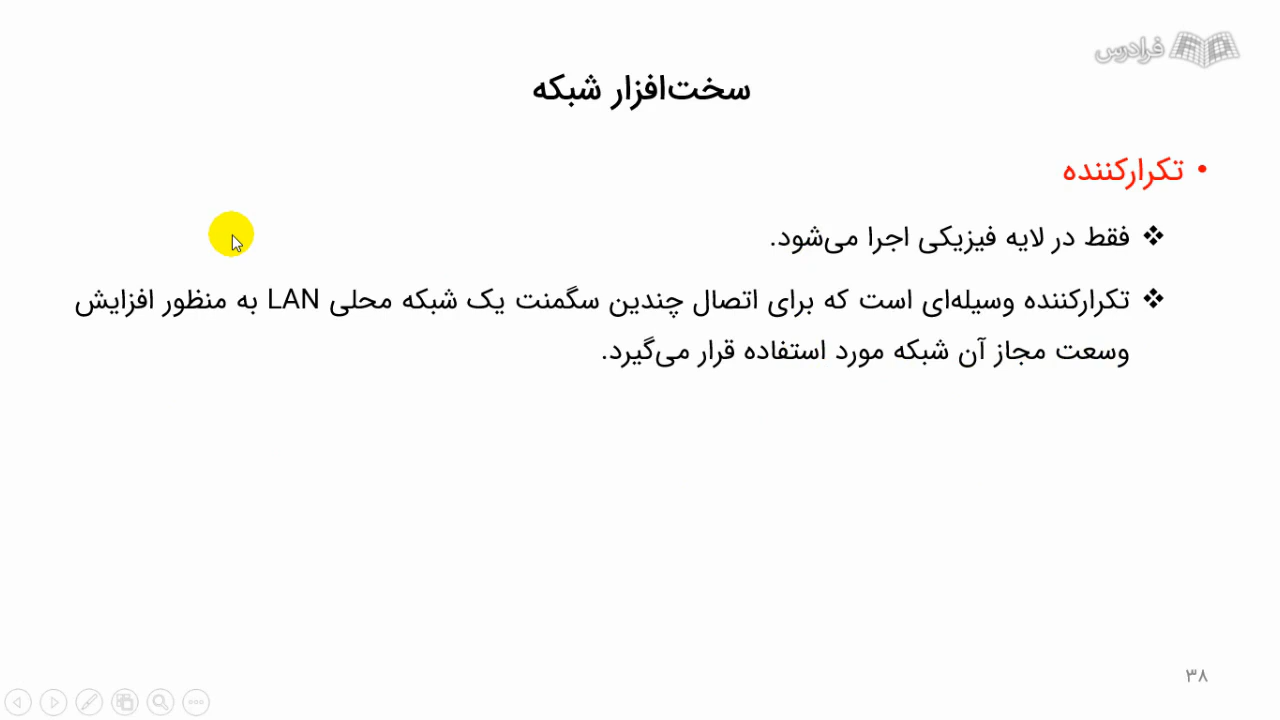 فرادرس
سخت‌افزار شبکه
• تکرارکننده
❖ فقط در لایه فیزیکی اجرا می‌شود.
❖ تکرارکننده وسیله‌ای است که برای اتصال چندین سگمنت یک شبکه محلی LAN به منظور افزایش
وسعت مجاز آن شبکه مورد استفاده قرار می‌گیرد.
۳۸